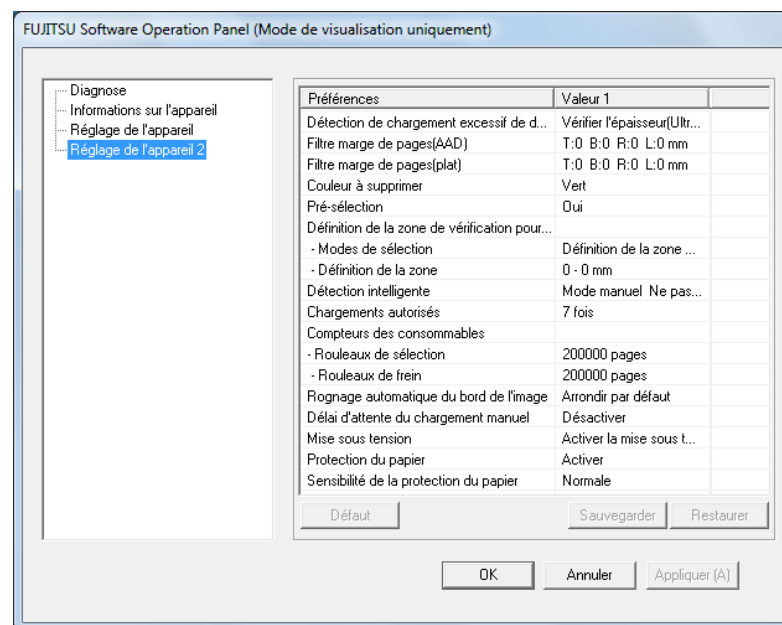 FUJITSU Software Operation Panel (Mode de visualisation uniquement)
Diagnose
Informations sur l'appareil
Réglage de l'appareil
Réglage de l'appareil 2
Préférences Valeur 1
Détection de chargement excessif de d... Vérifier l'épaisseur(Ultr...
Filtre marge de pages(AAD) T:0 B:0 R:0 L:0 mm
Filtre marge de pages(plat) T:0 B:0 R:0 L:0 mm
Couleur à supprimer Vert
Pré-sélection Oui
Définition de la zone de vérification pour...
- Modes de sélection Définition de la zone ...
- Définition de la zone 0 - 0 mm
Détection intelligente Mode manuel Ne pas...
Chargements autorisés 7 fois
Compteurs des consommables
- Rouleaux de sélection 200000 pages
- Rouleaux de frein 200000 pages
Rognage automatique du bord de l'image Arrondir par défaut
Délai d'attente du chargement manuel Désactiver
Mise sous tension Activer la mise sous t...
Protection du papier Activer
Sensibilité de la protection du papier Normale
Défaut Sauvegarder Restaurer
OK Annuler Appliquer (A)